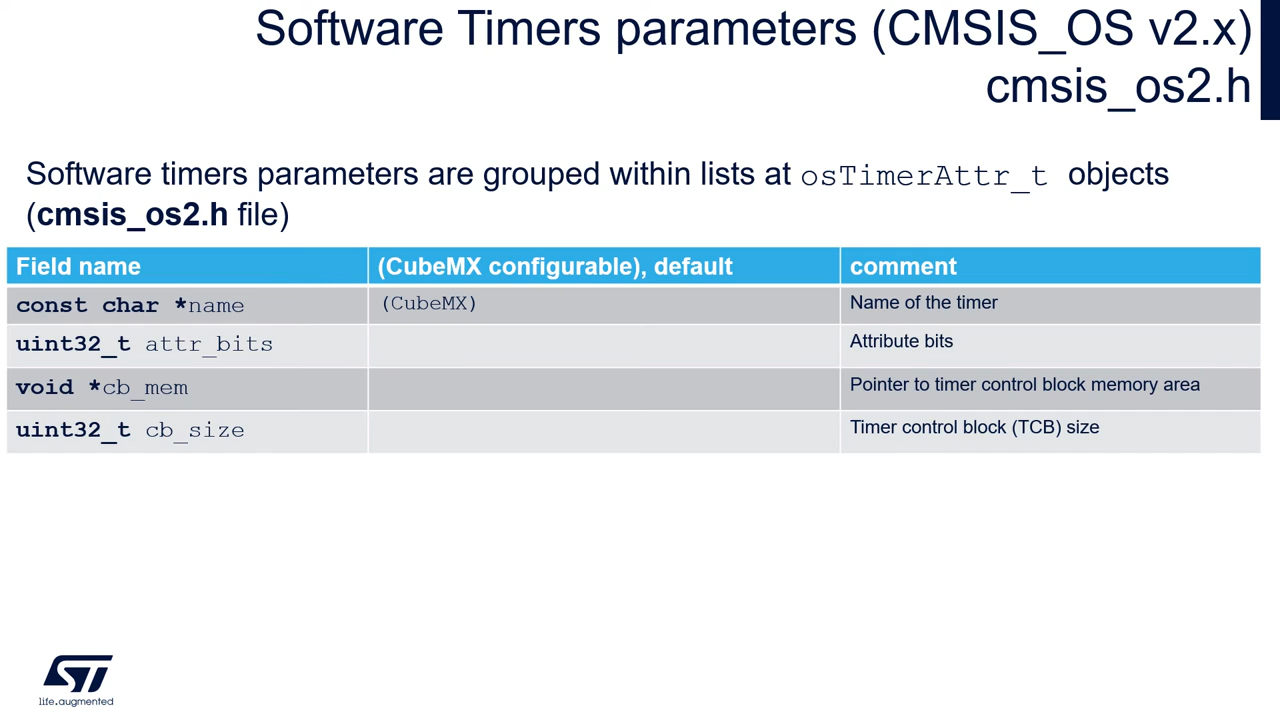 Software Timers parameters (CMSIS_OS v2.x)
cmsis_os2.h
Software timers parameters are grouped within lists at osTimerAttr_t objects
(cmsis_os2.h file)
Field name (CubeMX configurable), default comment
const char *name (CubeMX) Name of the timer
uint32_t attr_bits Attribute bits
void *cb_mem Pointer to timer control block memory area
uint32_t cb_size Timer control block (TCB) size
ST
life.augmented